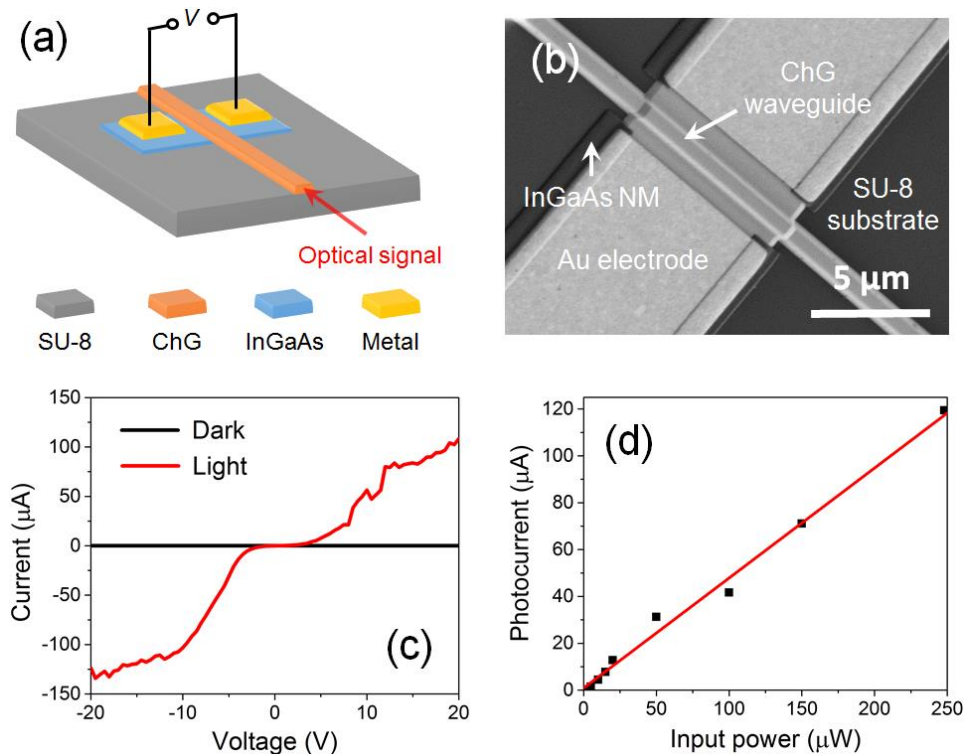 (a)
V
Optical signal
SU-8 ChG InGaAs Metal
(b)
ChG
waveguide
InGaAs NM
SU-8
substrate
Au electrode
5 μm
150
100
50
0
-50
-100
-150
Current (μA)
Dark
Light
(c)
-20 -10 0 10 20
Voltage (V)
120
100
80
60
40
20
0
Photocurrent (μA)
(d)
0 50 100 150 200 250
Input power (μW)